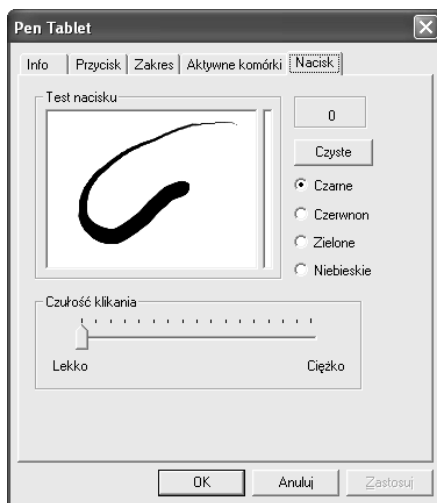 Pen Tablet
Info Przycisk Zakres Aktywne komórki Nacisk
Test nacisku
0
Czyste
Czarne
Czerwnon
Zielone
Niebieskie
Czułość klikania
Lekko Ciężko
OK Anuluj Zastosuj